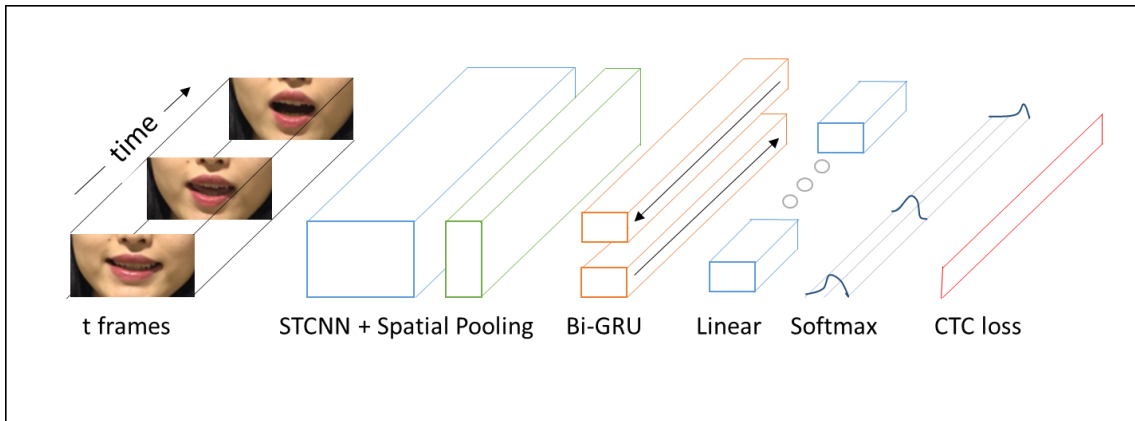 time
t frames
STCNN + Spatial Pooling
Bi-GRU
Linear
Softmax
CTC loss